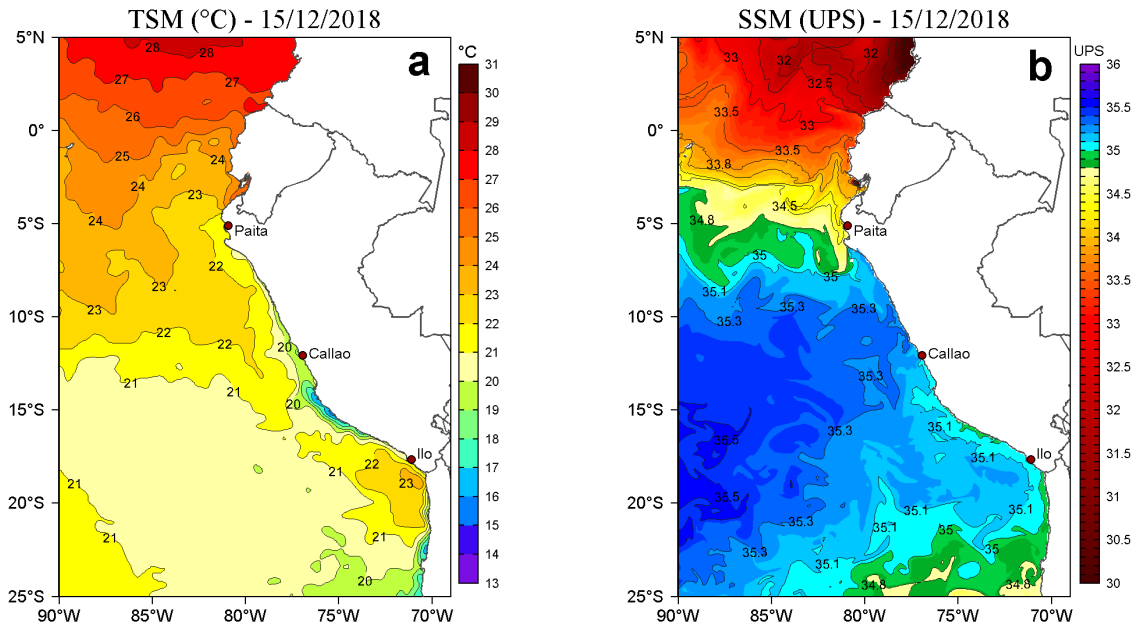 TSM (°C) - 15/12/2018
SSM (UPS) - 15/12/2018
5°N
0°
5°S
10°S
15°S
20°S
25°S
90°W
85°W
80°W
75°W
70°W
a
28
28
27
27
26
25
24
24
23
24
22
23
23
22
22
20
21
21
20
21
22
23
21
21
21
20
Paita
Callao
Ilo
°C
31
30
29
28
27
26
25
24
23
22
21
20
19
18
17
16
15
14
13
5°N
0°
5°S
10°S
15°S
20°S
25°S
90°W
85°W
80°W
75°W
70°W
b
33
32
32
32.5
33.5
33
33.5
33.8
34.5
34.8
35
35
35.1
35.3
35.3
35.3
35.3
35.3
35.1
35.5
35.1
35.5
35.1
35.1
35.3
35.1
35
35.3
35.1
35
34.8
34.8
Paita
Callao
Ilo
UPS
36
35.5
35
34.5
34
33.5
33
32.5
32
31.5
31
30.5
30